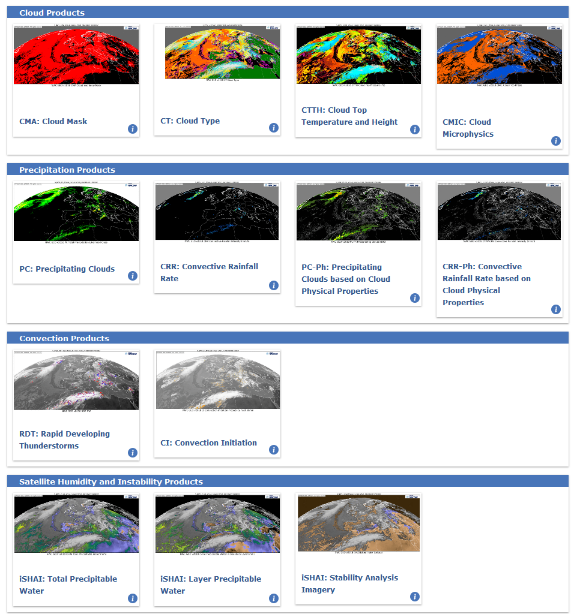 Cloud Products
CMA: Cloud Mask
CT: Cloud Type
CTTH: Cloud Top
Temperature and Height
CMIC: Cloud
Microphysics
Precipitation Products
PC: Precipitating Clouds
CRR: Convective Rainfall
Rate
PC-Ph: Precipitating
Clouds based on Cloud
Physical Properties
CRR-Ph: Convective
Rainfall Rate based on
Cloud Physical
Properties
Convection Products
RDT: Rapid Developing
Thunderstorms
CI: Convection Initiation
Satellite Humidity and Instability Products
iSHAI: Total Precipitable
Water
iSHAI: Layer Precipitable
Water
iSHAI: Stability Analysis
Imagery